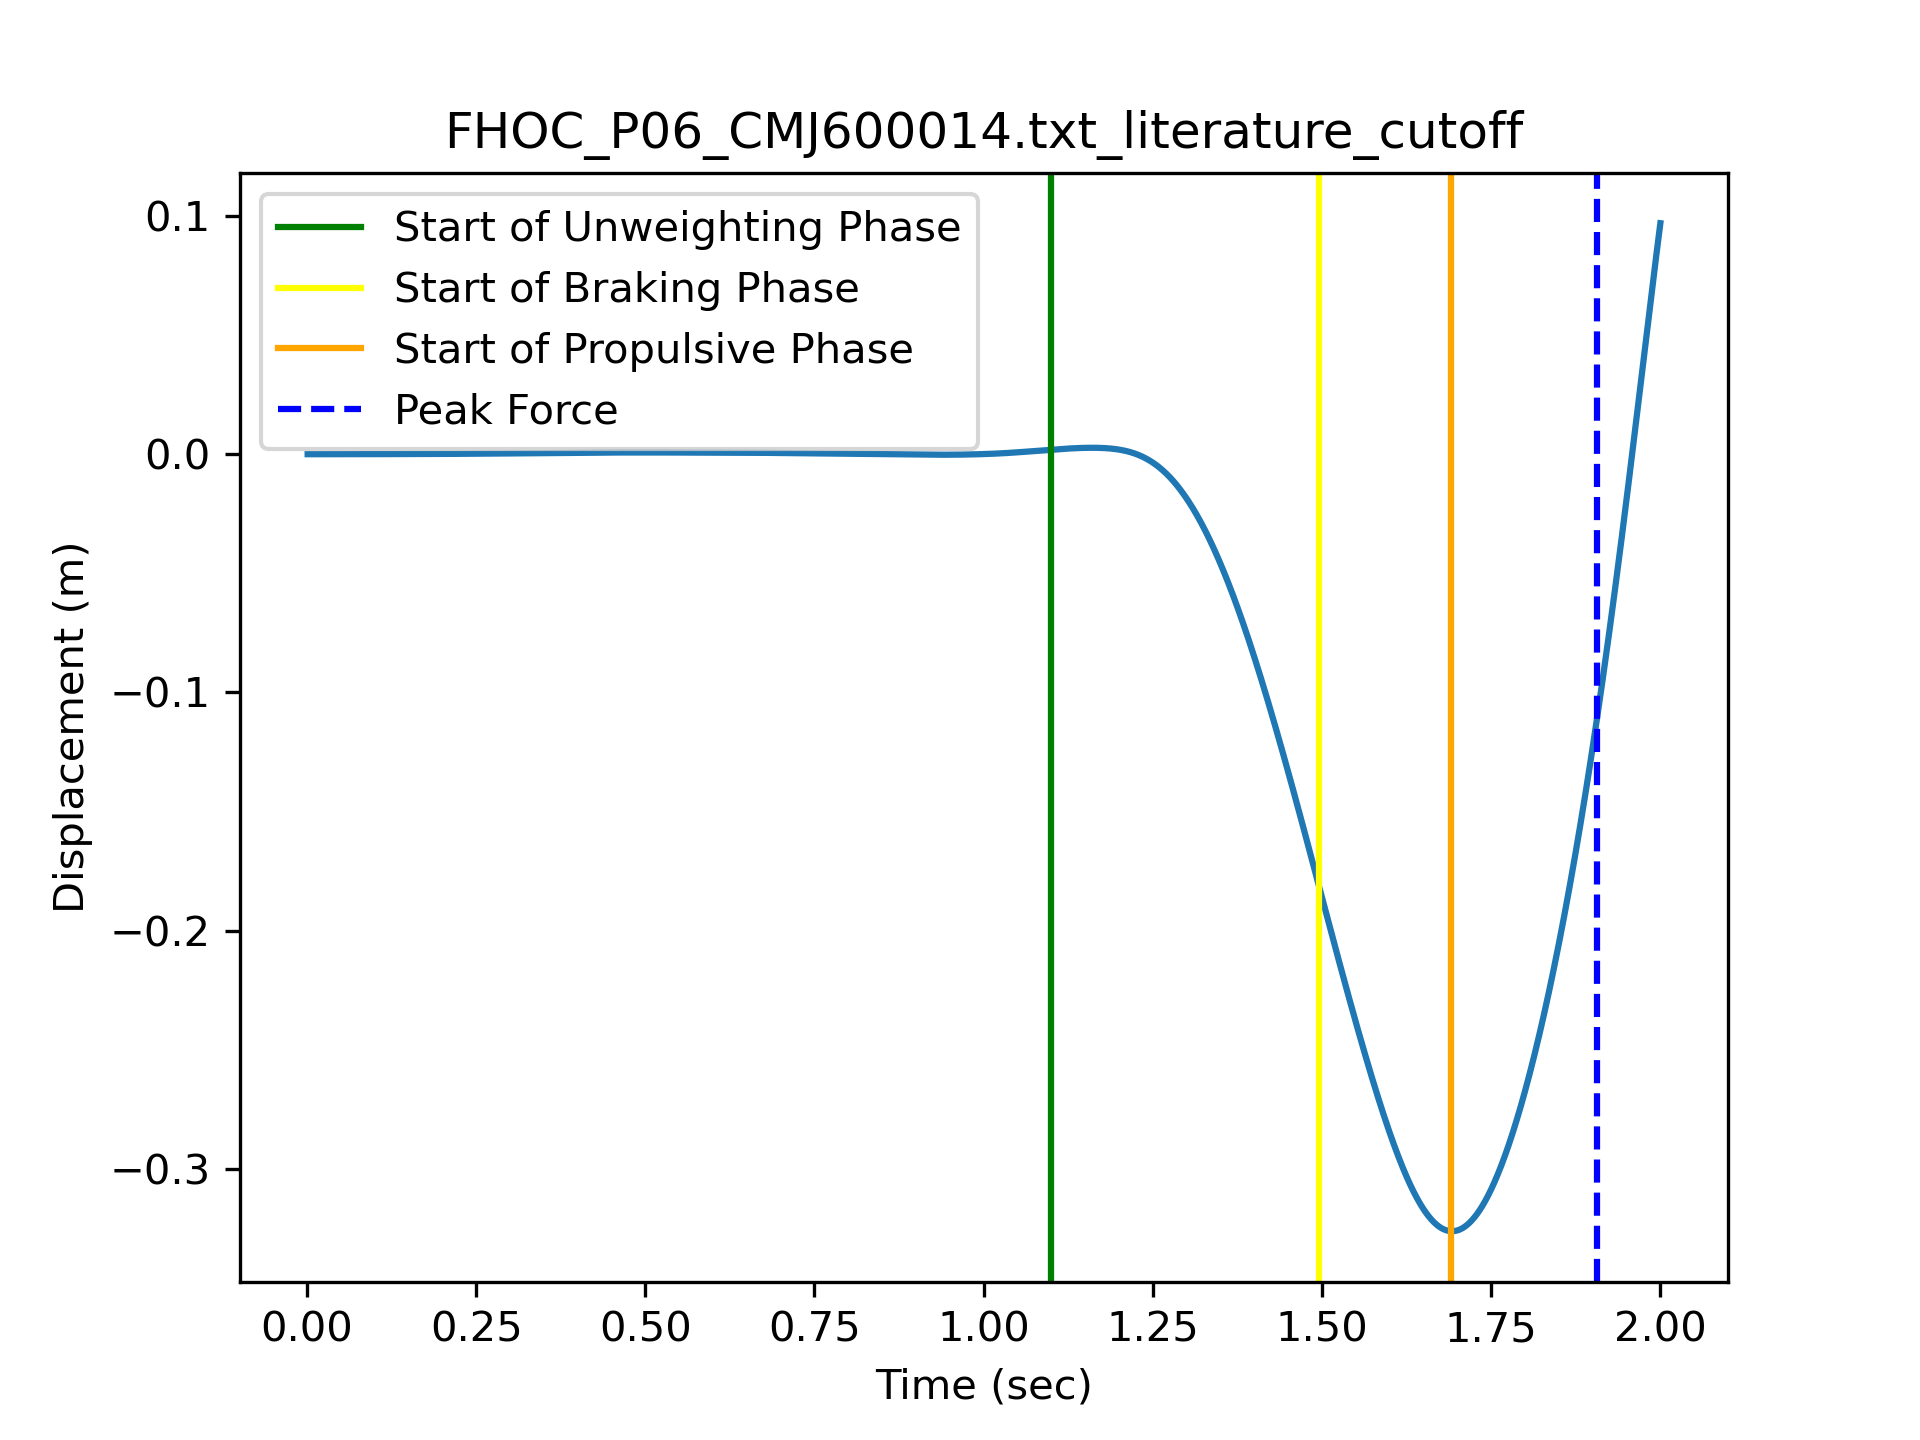 FHOC_P06_CMJ600014.txt_literature_cutoff
Start of Unweighting Phase
Start of Braking Phase
Start of Propulsive Phase
Peak Force
0.1
0.0
−0.1
−0.2
−0.3
Displacement (m)
0.00 0.25 0.50 0.75 1.00 1.25 1.50 1.75 2.00
Time (sec)